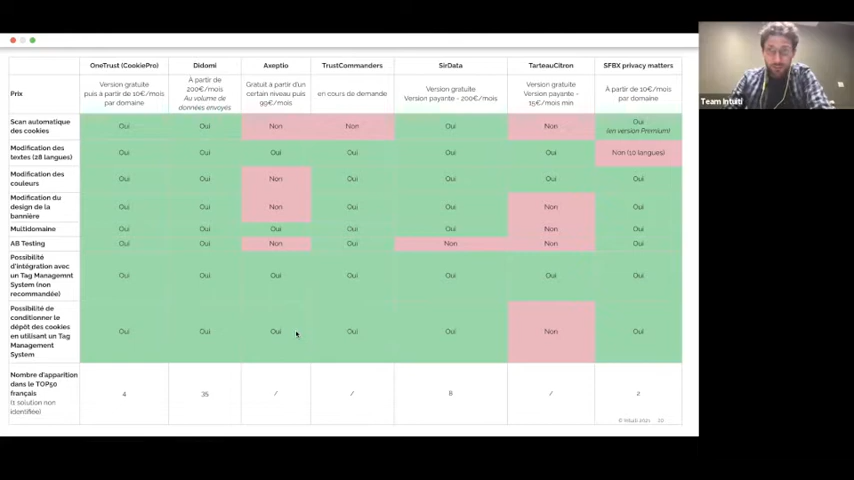 OneTrust (CookiePro) Didomi Axeptio TrustCommanders SirData TarteauCitron SFBX privacy matters
Prix
Version gratuite
puis à partir de 10€/mois
par domaine
À partir de
200€/mois
Au volume de
données envoyés
Gratuit à partir d'un
certain niveau puis
99€/mois
en cours de demande
Version gratuite
Version payante - 200€/mois
Version gratuite
Version payante -
15€/mois min
À partir de 10€/mois
par domaine
Scan automatique
des cookies
Oui Oui Non Non Oui Non Oui
(en version Premium)
Modification des
textes (28 langues)
Oui Oui Oui Oui Oui Oui Non (10 langues)
Modification des
couleurs
Oui Oui Non Oui Oui Oui Oui
Modification du
design de la
bannière
Oui Oui Non Oui Oui Non Oui
Multidomaine Oui Oui Oui Oui Oui Non Oui
AB Testing Oui Oui Non Oui Non Non Oui
Possibilité
d'intégration avec
un Tag Managemnt
System (non
recommandée)
Oui Oui Oui Oui Oui Oui Oui
Possibilité de
conditionner le
dépôt des cookies
en utilisant un Tag
Management
System
Oui Oui Oui Oui Oui Non Oui
Nombre d'apparition
dans le TOP50
français
(1 solution non
identifiée)
4 35 / / 8 / 2
20
Team Intuiti